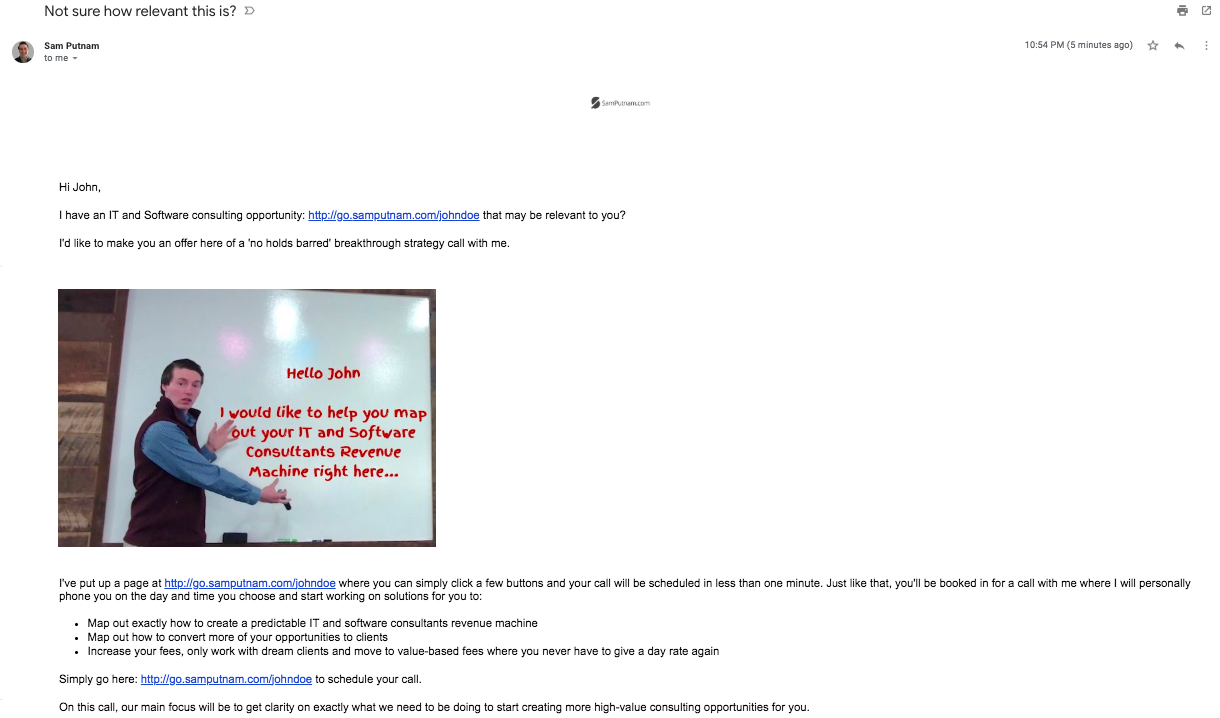 Not sure how relevant this is?
Sam Putnam
10:54 PM (5 minutes ago)
to me
SamPutnam.com
Hi John,
I have an IT and Software consulting opportunity: http://go.samputnam.com/johndoe that may be relevant to you?
I'd like to make you an offer here of a 'no holds barred' breakthrough strategy call with me.
Hello John
I would like to help you map
out your IT and Software
Consultants Revenue
Machine right here...
I've put up a page at http://go.samputnam.com/johndoe where you can simply click a few buttons and your call will be scheduled in less than one minute. Just like that, you'll be booked in for a call with me where I will personally
phone you on the day and time you choose and start working on solutions for you to:
• Map out exactly how to create a predictable IT and software consultants revenue machine
• Map out how to convert more of your opportunities to clients
• Increase your fees, only work with dream clients and move to value-based fees where you never have to give a day rate again
Simply go here: http://go.samputnam.com/johndoe to schedule your call.
On this call, our main focus will be to get clarity on exactly what we need to be doing to start creating more high-value consulting opportunities for you.